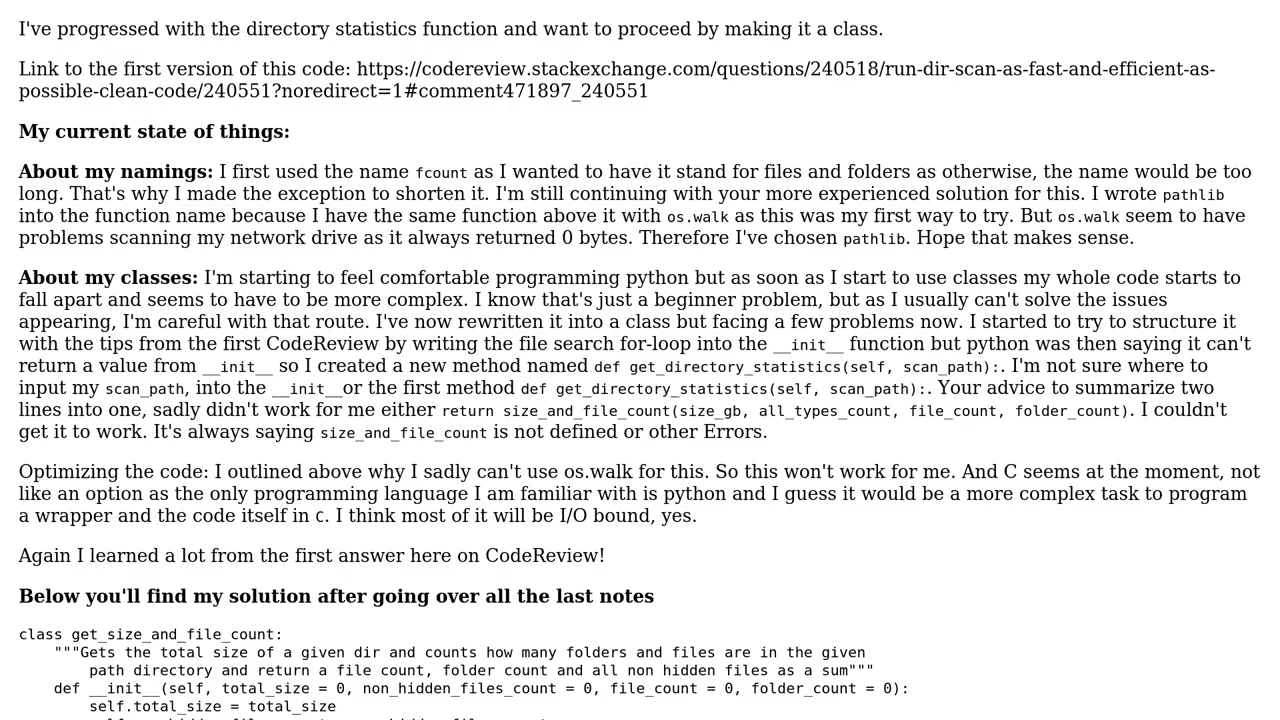 I've progressed with the directory statistics function and want to proceed by making it a class.
Link to the first version of this code: https://codereview.stackexchange.com/questions/240518/run-dir-scan-as-fast-and-efficient-as-
possible-clean-code/240551?noredirect=1#comment471897_240551
My current state of things:
About my namings: I first used the name fcount as I wanted to have it stand for files and folders as otherwise, the name would be too
long. That's why I made the exception to shorten it. I'm still continuing with your more experienced solution for this. I wrote pathlib
into the function name because I have the same function above it with os.walk as this was my first way to try. But os.walk seem to have
problems scanning my network drive as it always returned 0 bytes. Therefore I've chosen pathlib. Hope that makes sense.
About my classes: I'm starting to feel comfortable programming python but as soon as I start to use classes my whole code starts to
fall apart and seems to have to be more complex. I know that's just a beginner problem, but as I usually can't solve the issues
appearing, I'm careful with that route. I've now rewritten it into a class but facing a few problems now. I started to try to structure it
with the tips from the first CodeReview by writing the file search for-loop into the __init__ function but python was then saying it can't
return a value from __init__ so I created a new method named def get_directory_statistics(self, scan_path):. I'm not sure where to
input my scan_path, into the __init__or the first method def get_directory_statistics(self, scan_path):. Your advice to summarize two
lines into one, sadly didn't work for me either return size_and_file_count(size_gb, all_types_count, file_count, folder_count). I couldn't
get it to work. It's always saying size_and_file_count is not defined or other Errors.
Optimizing the code: I outlined above why I sadly can't use os.walk for this. So this won't work for me. And C seems at the moment, not
like an option as the only programming language I am familiar with is python and I guess it would be a more complex task to program
a wrapper and the code itself in C. I think most of it will be I/O bound, yes.
Again I learned a lot from the first answer here on CodeReview!
Below you'll find my solution after going over all the last notes
class get_size_and_file_count:
    """Gets the total size of a given dir and counts how many folders and files are in the given
        path directory and return a file count, folder count and all non hidden files as a sum"""
    def __init__(self, total_size = 0, non_hidden_files_count = 0, file_count = 0, folder_count = 0):
        self.total_size = total_size